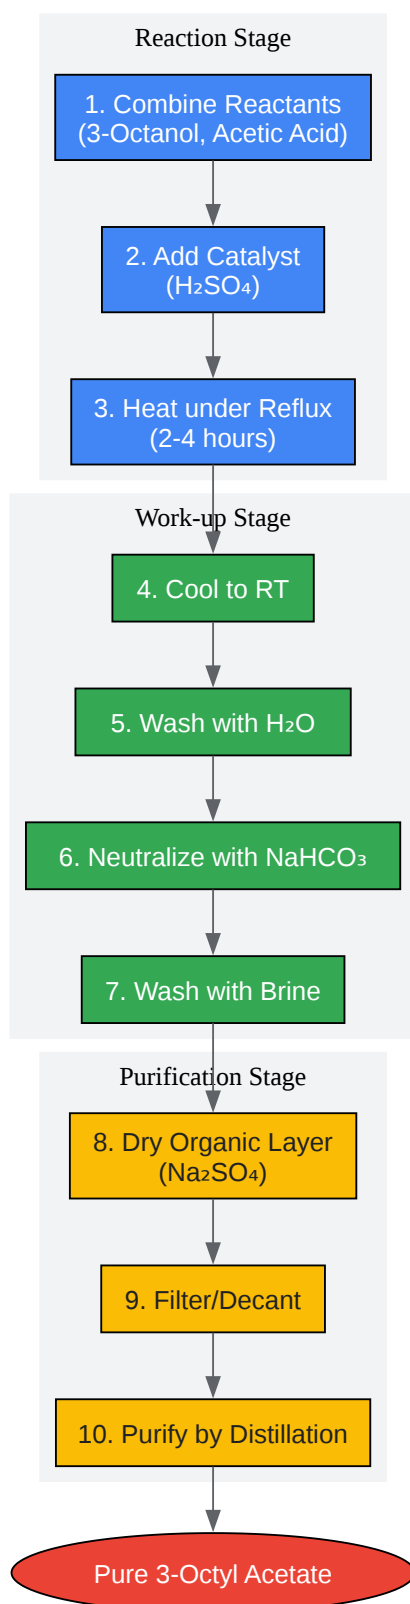 Reaction Stage
1. Combine Reactants
(3-Octanol, Acetic Acid)
2. Add Catalyst
(H₂SO₄)
3. Heat under Reflux
(2-4 hours)
Work-up Stage
4. Cool to RT
5. Wash with H₂O
6. Neutralize with NaHCO₃
7. Wash with Brine
Purification Stage
8. Dry Organic Layer
(Na₂SO₄)
9. Filter/Decant
10. Purify by Distillation
Pure 3-Octyl Acetate